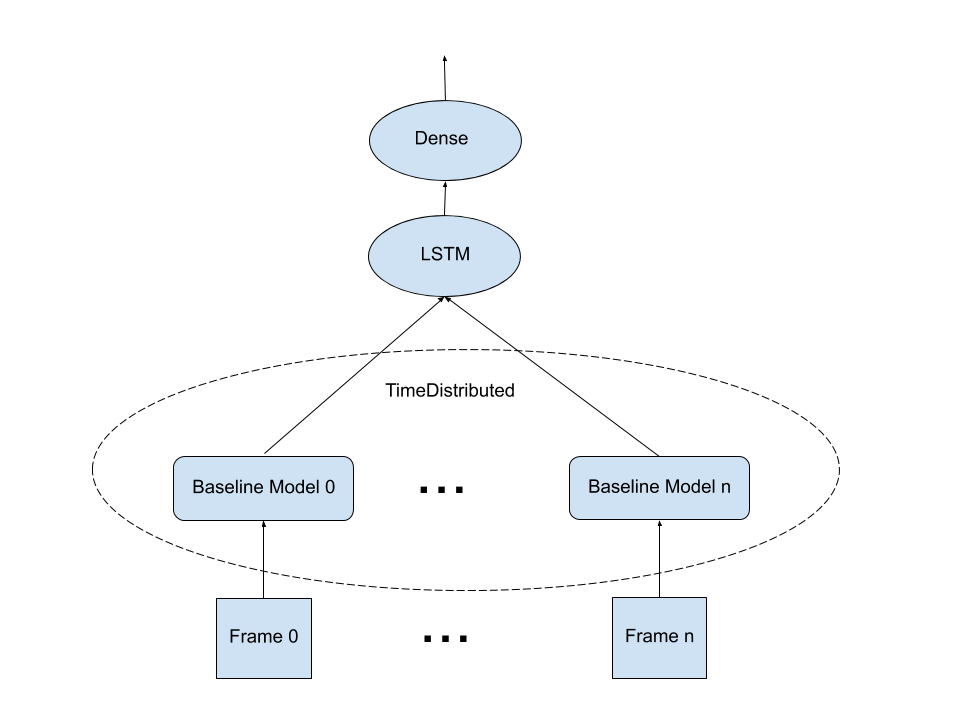 Dense
LSTM
TimeDistributed
Baseline Model 0
...
Baseline Model n
Frame 0
...
Frame n